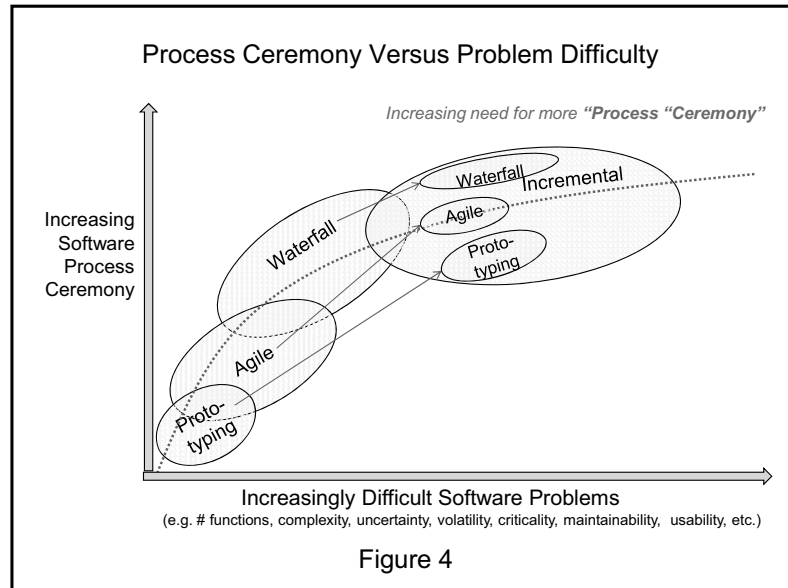 Process Ceremony Versus Problem Difficulty
Increasing need for more “Process “Ceremony”
Increasing
Software
Process
Ceremony
Waterfall
Incremental
Agile
Proto-
typing
Waterfall
Agile
Proto-
typing
Increasingly Difficult Software Problems
(e.g. # functions, complexity, uncertainty, volatility, criticality, maintainability, usability, etc.)
Figure 4